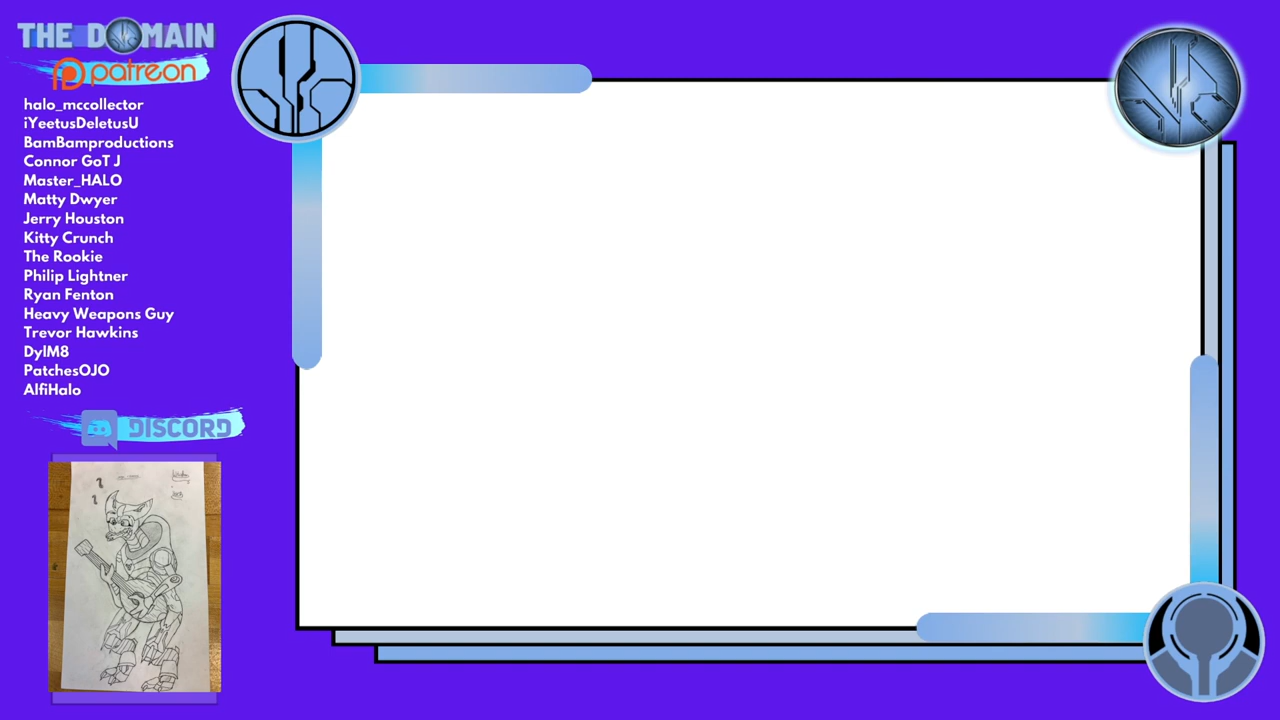 THE DOMAIN
patreon
halo_mccollector
iYeetusDeletusU
BamBamproductions
Connor GoT J
Master_HALO
Matty Dwyer
Jerry Houston
Kitty Crunch
The Rookie
Philip Lightner
Ryan Fenton
Heavy Weapons Guy
Trevor Hawkins
DylM8
PatchesOJO
AlfiHalo
DISCORD